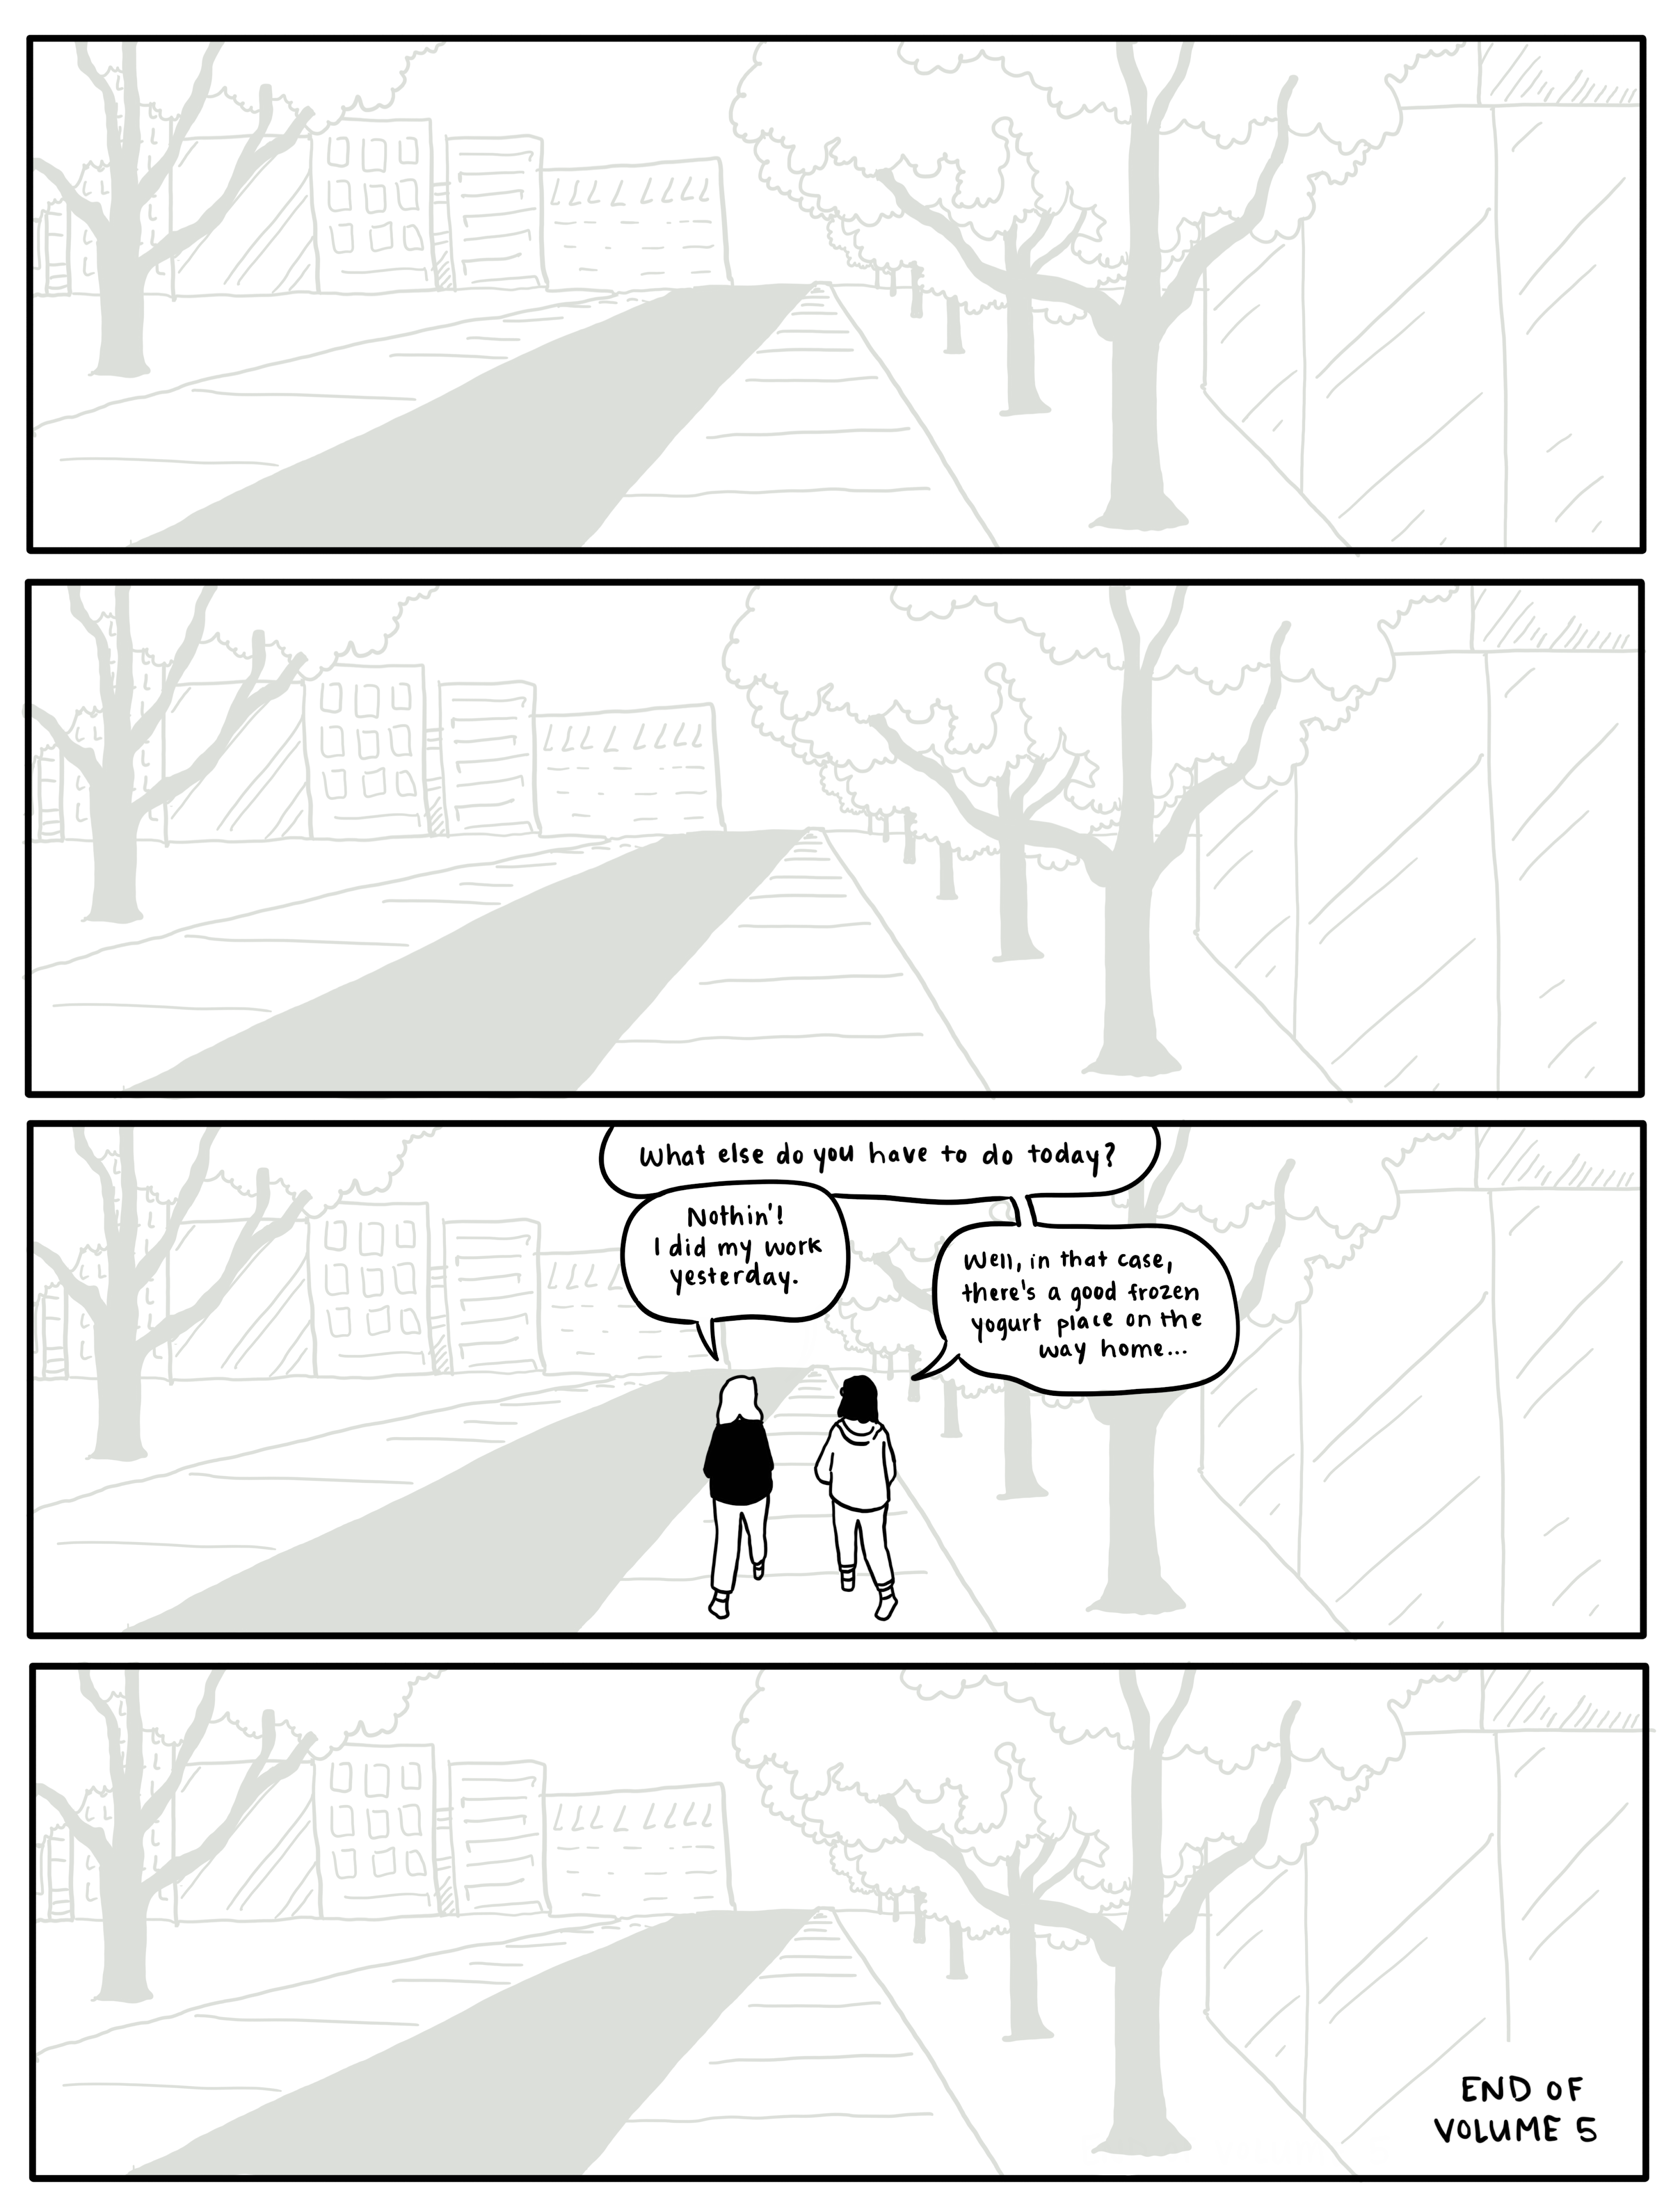 What else do you have to do today?
Nothin'!
I did my work
yesterday.
Well, in that case,
there's a good frozen
yogurt place on the
way home...
END OF
VOLUME 5